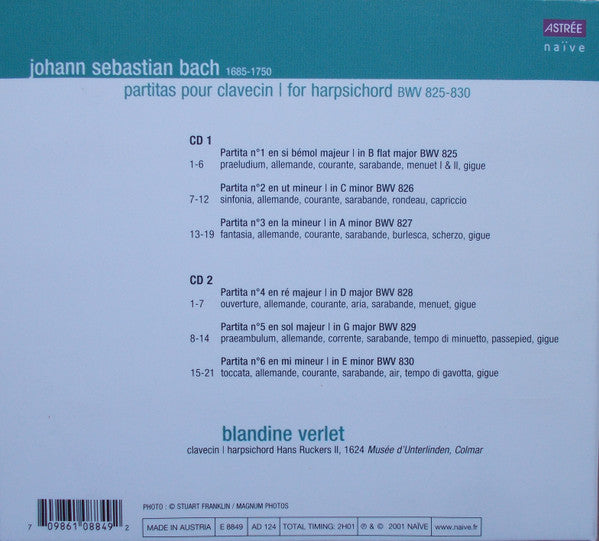 ASTRÉE
naïve
johann sebastian bach 1685-1750
partitas pour clavecin | for harpsichord BWV 825-830
CD 1
Partita n°1 en si bémol majeur | in B flat major BWV 825
1-6 praeludium, allemande, courante, sarabande, menuet I & II, gigue
Partita n°2 en ut mineur | in C minor BWV 826
7-12 sinfonia, allemande, courante, sarabande, rondeau, capriccio
Partita n°3 en la mineur | in A minor BWV 827
13-19 fantasia, allemande, courante, sarabande, burlesca, scherzo, gigue
CD 2
Partita n°4 en ré majeur | in D major BWV 828
1-7 ouverture, allemande, courante, aria, sarabande, menuet, gigue
Partita n°5 en sol majeur | in G major BWV 829
8-14 praeambulum, allemande, corrente, sarabande, tempo di minuetto, passepied, gigue
Partita n°6 en mi mineur | in E minor BWV 830
15-21 toccata, allemande, courante, sarabande, air, tempo di gavotta, gigue
blandine verlet
clavecin | harpsichord Hans Ruckers II, 1624 Musée d'Unterlinden, Colmar
PHOTO : © STUART FRANKLIN / MAGNUM PHOTOS
7 09861 08849 2
MADE IN AUSTRIA E 8849 AD 124 TOTAL TIMING: 2H01 ℗ & © 2001 NAÏVE www.naive.fr